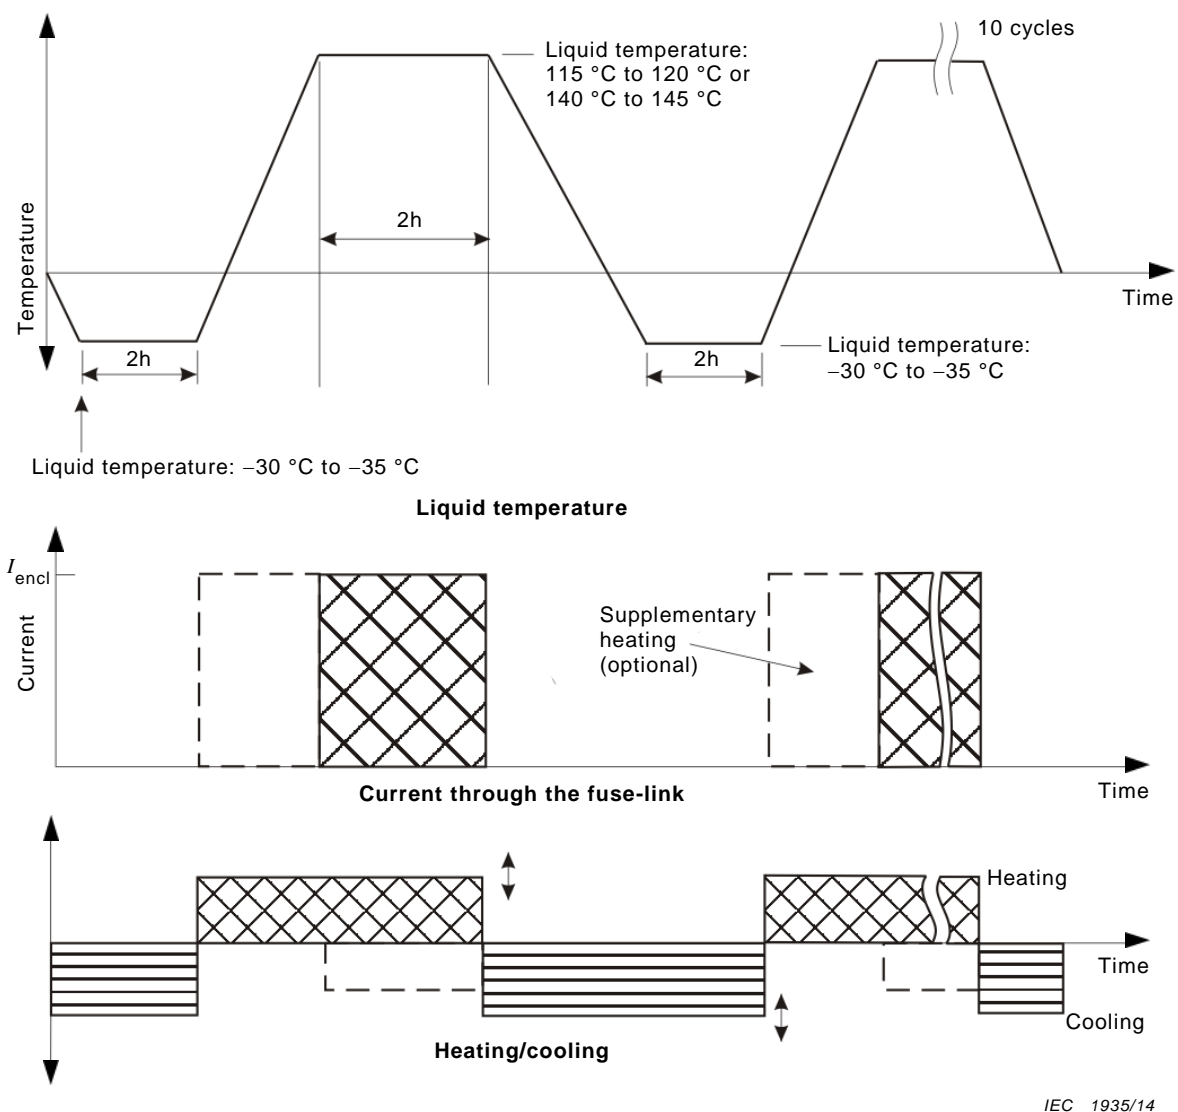 10 cycles
Liquid temperature:
115 °C to 120 °C or
140 °C to 145 °C
Temperature
2h
Time
2h
2h
Liquid temperature:
–30 °C to –35 °C
Liquid temperature: –30 °C to –35 °C
Liquid temperature
I encl
Current
Supplementary
heating
(optional)
Time
Current through the fuse-link
Heating
Time
Cooling
Heating/cooling
IEC 1935/14